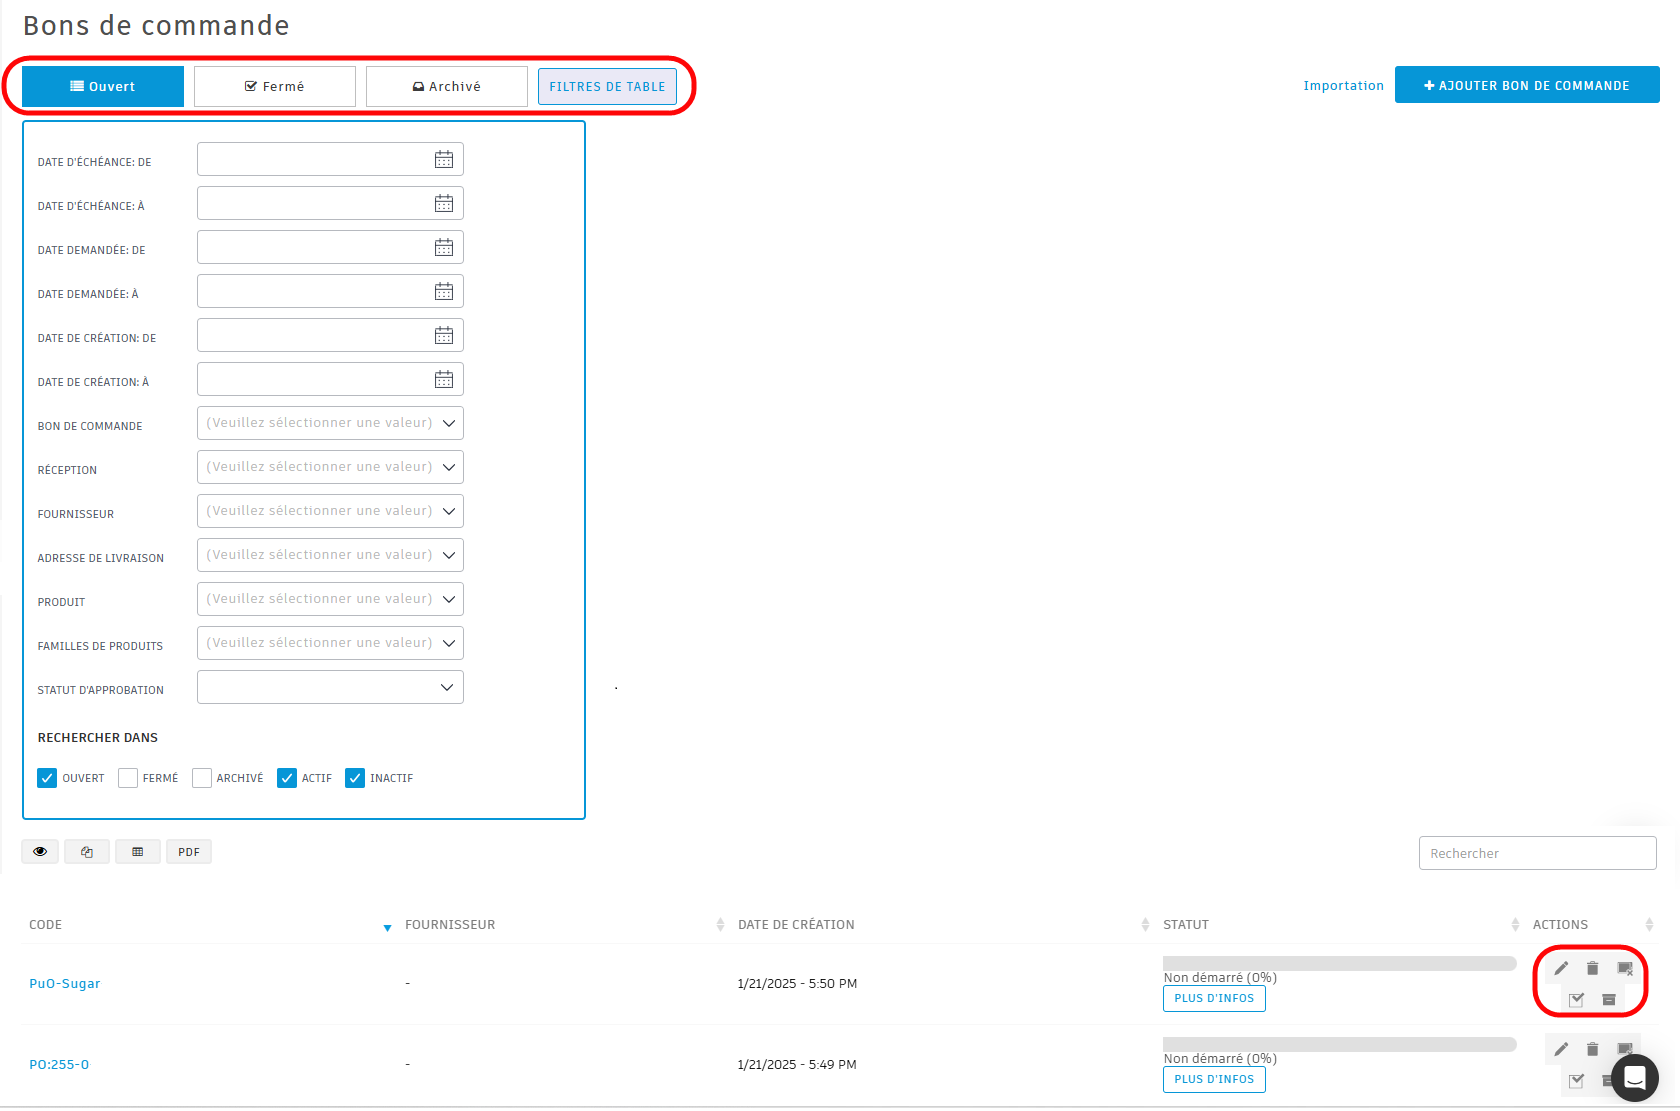 Bons de commande
Ouvert
Fermé
Archivé
FILTRES DE TABLE
Importation
AJOUTER BON DE COMMANDE
DATE D'ÉCHÉANCE: DE
DATE D'ÉCHÉANCE: À
DATE DEMANDÉE: DE
DATE DEMANDÉE: À
DATE DE CRÉATION: DE
DATE DE CRÉATION: À
BON DE COMMANDE (Veuillez sélectionner une valeur)
RÉCEPTION (Veuillez sélectionner une valeur)
FOURNISSEUR (Veuillez sélectionner une valeur)
ADRESSE DE LIVRAISON (Veuillez sélectionner une valeur)
PRODUIT (Veuillez sélectionner une valeur)
FAMILLES DE PRODUITS (Veuillez sélectionner une valeur)
STATUT D'APPROBATION
.
RECHERCHER DANS
OUVERT FERMÉ ARCHIVÉ ACTIF INACTIF
PDF
Rechercher
CODE FOURNISSEUR DATE DE CRÉATION STATUT ACTIONS
PuO-Sugar - 1/21/2025 - 5:50 PM
Non démarré (0%)
PLUS D'INFOS
PO:255-0 - 1/21/2025 - 5:49 PM
Non démarré (0%)
PLUS D'INFOS